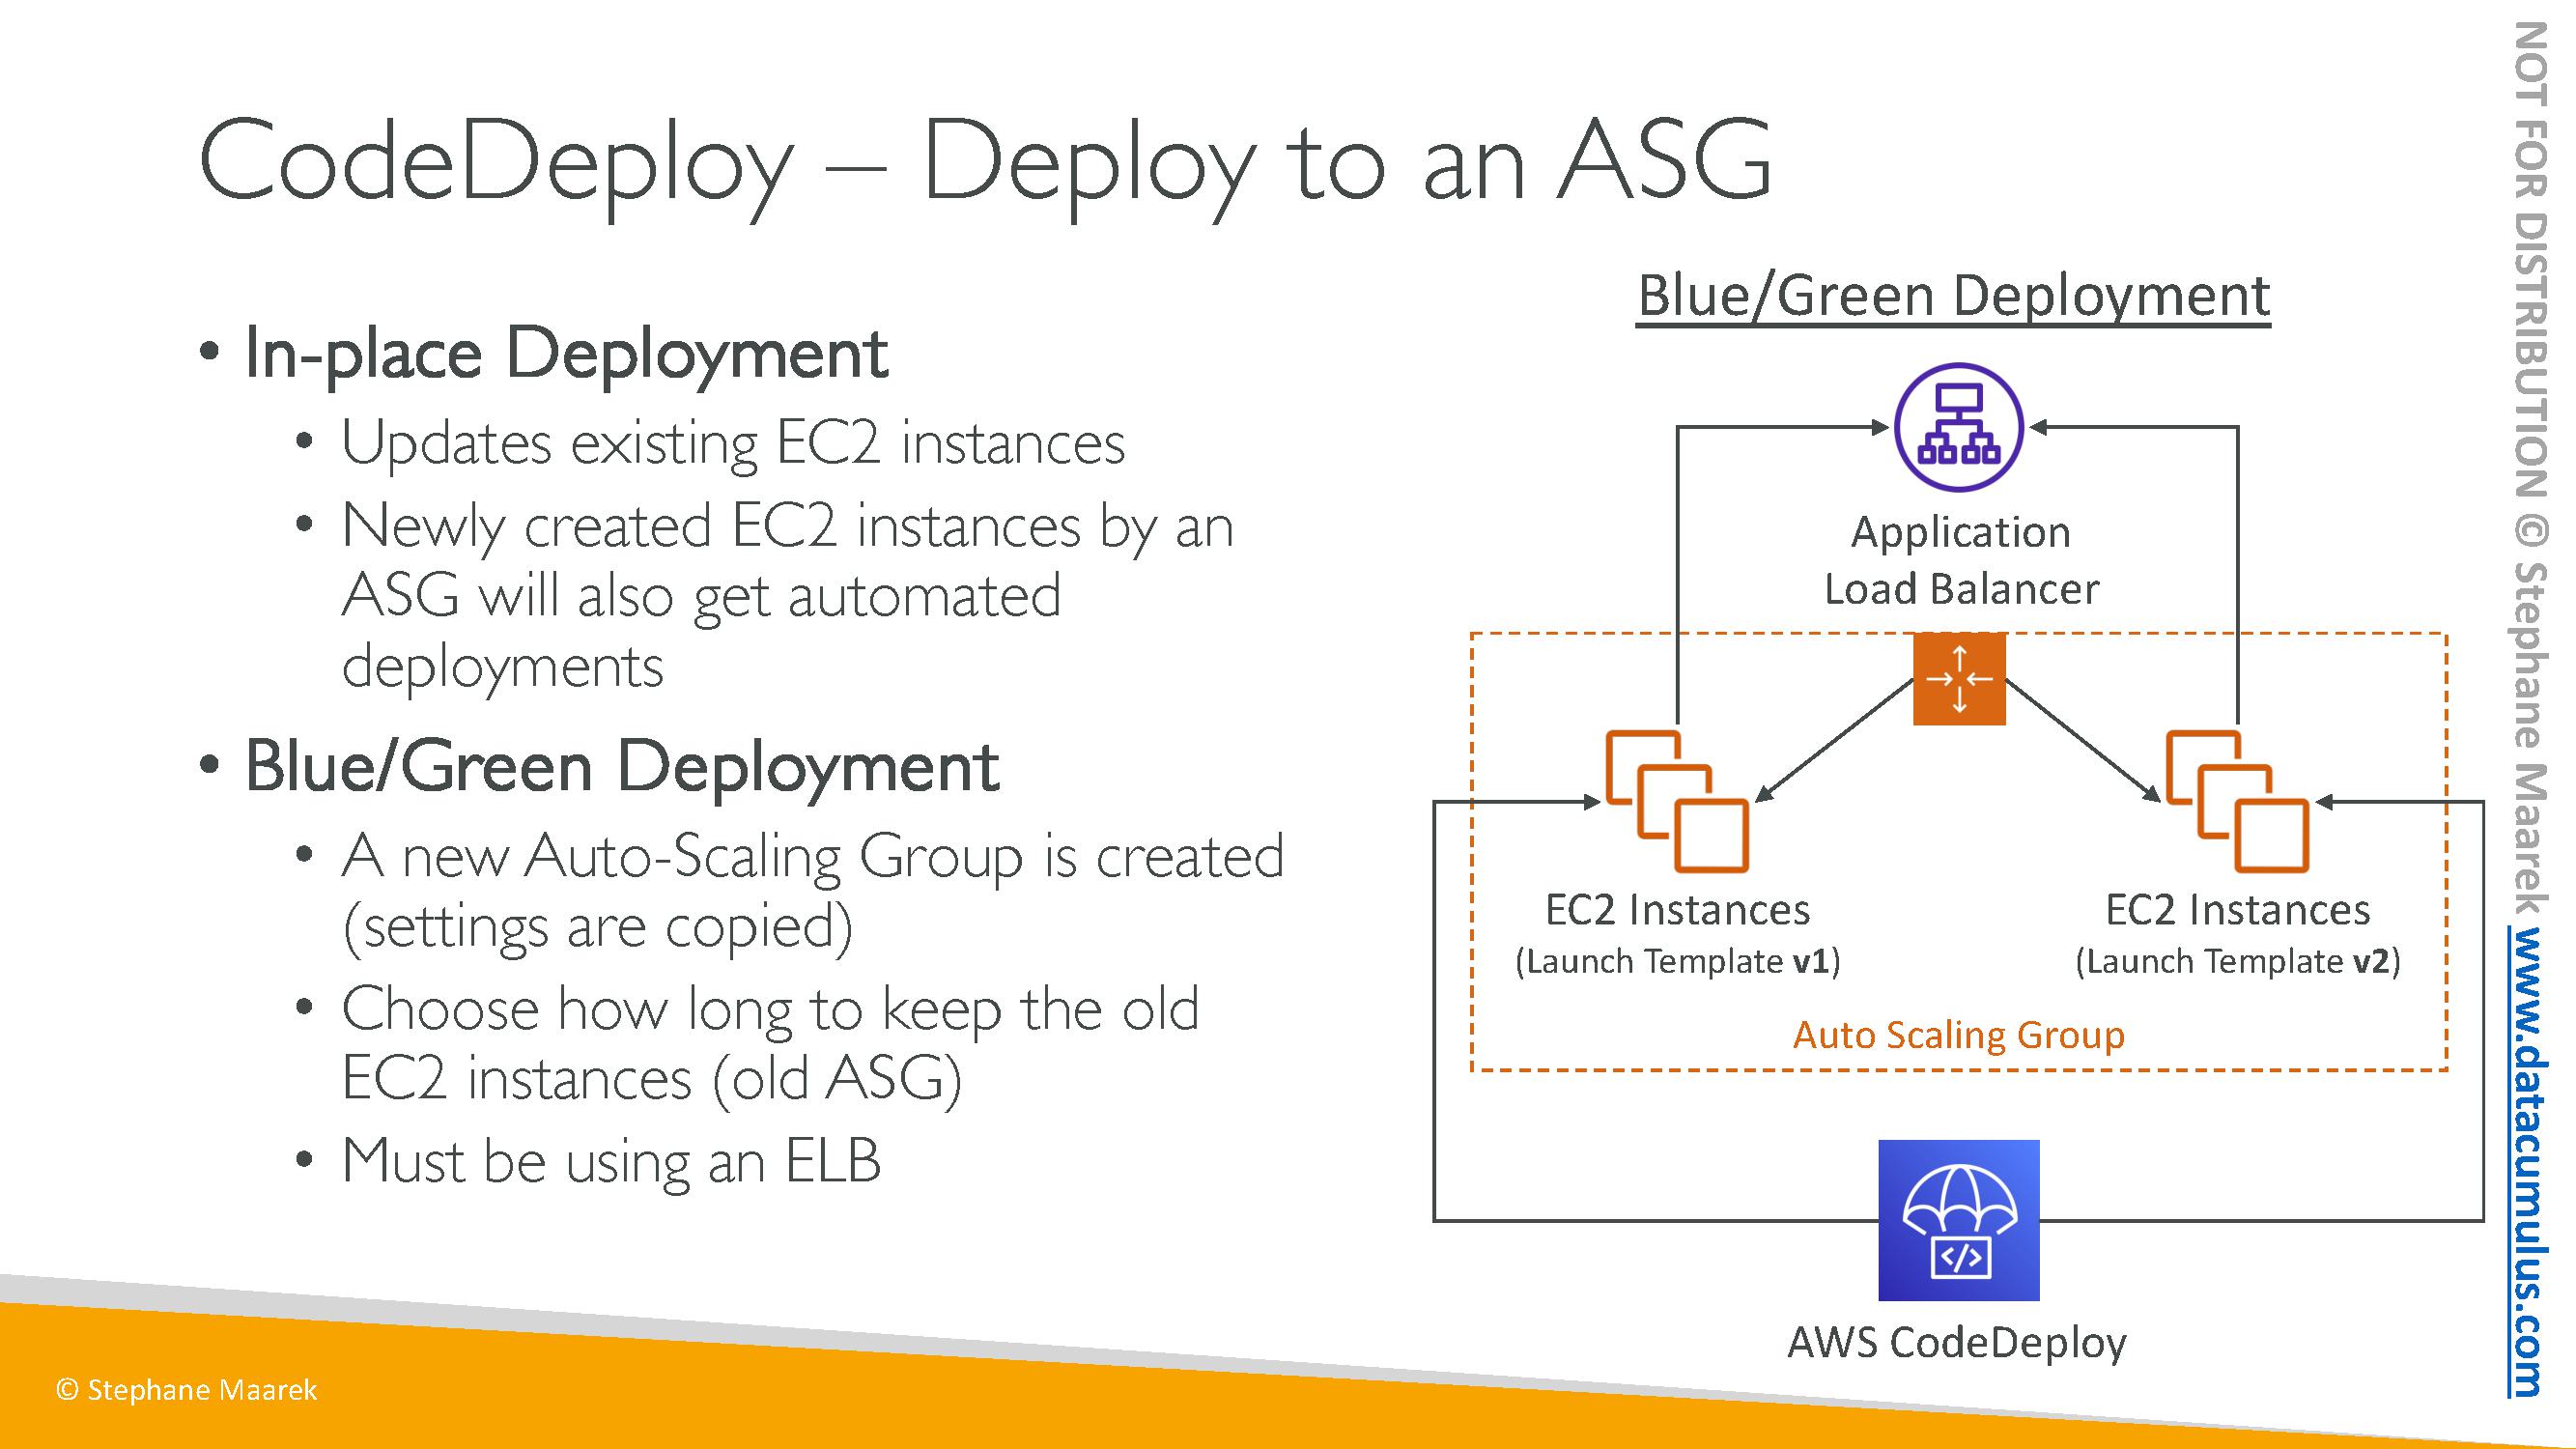 CodeDeploy – Deploy to an ASG
• In-place Deployment
• Updates existing EC2 instances
• Newly created EC2 instances by an
ASG will also get automated
deployments
• Blue/Green Deployment
• A new Auto-Scaling Group is created
(settings are copied)
• Choose how long to keep the old
EC2 instances (old ASG)
• Must be using an ELB
Blue/Green Deployment
Application
Load Balancer
EC2 Instances
(Launch Template v1)
EC2 Instances
(Launch Template v2)
Auto Scaling Group
</>
AWS CodeDeploy
© Stephane Maarek
NOT FOR DISTRIBUTION © Stephane Maarek www.datacumulus.com